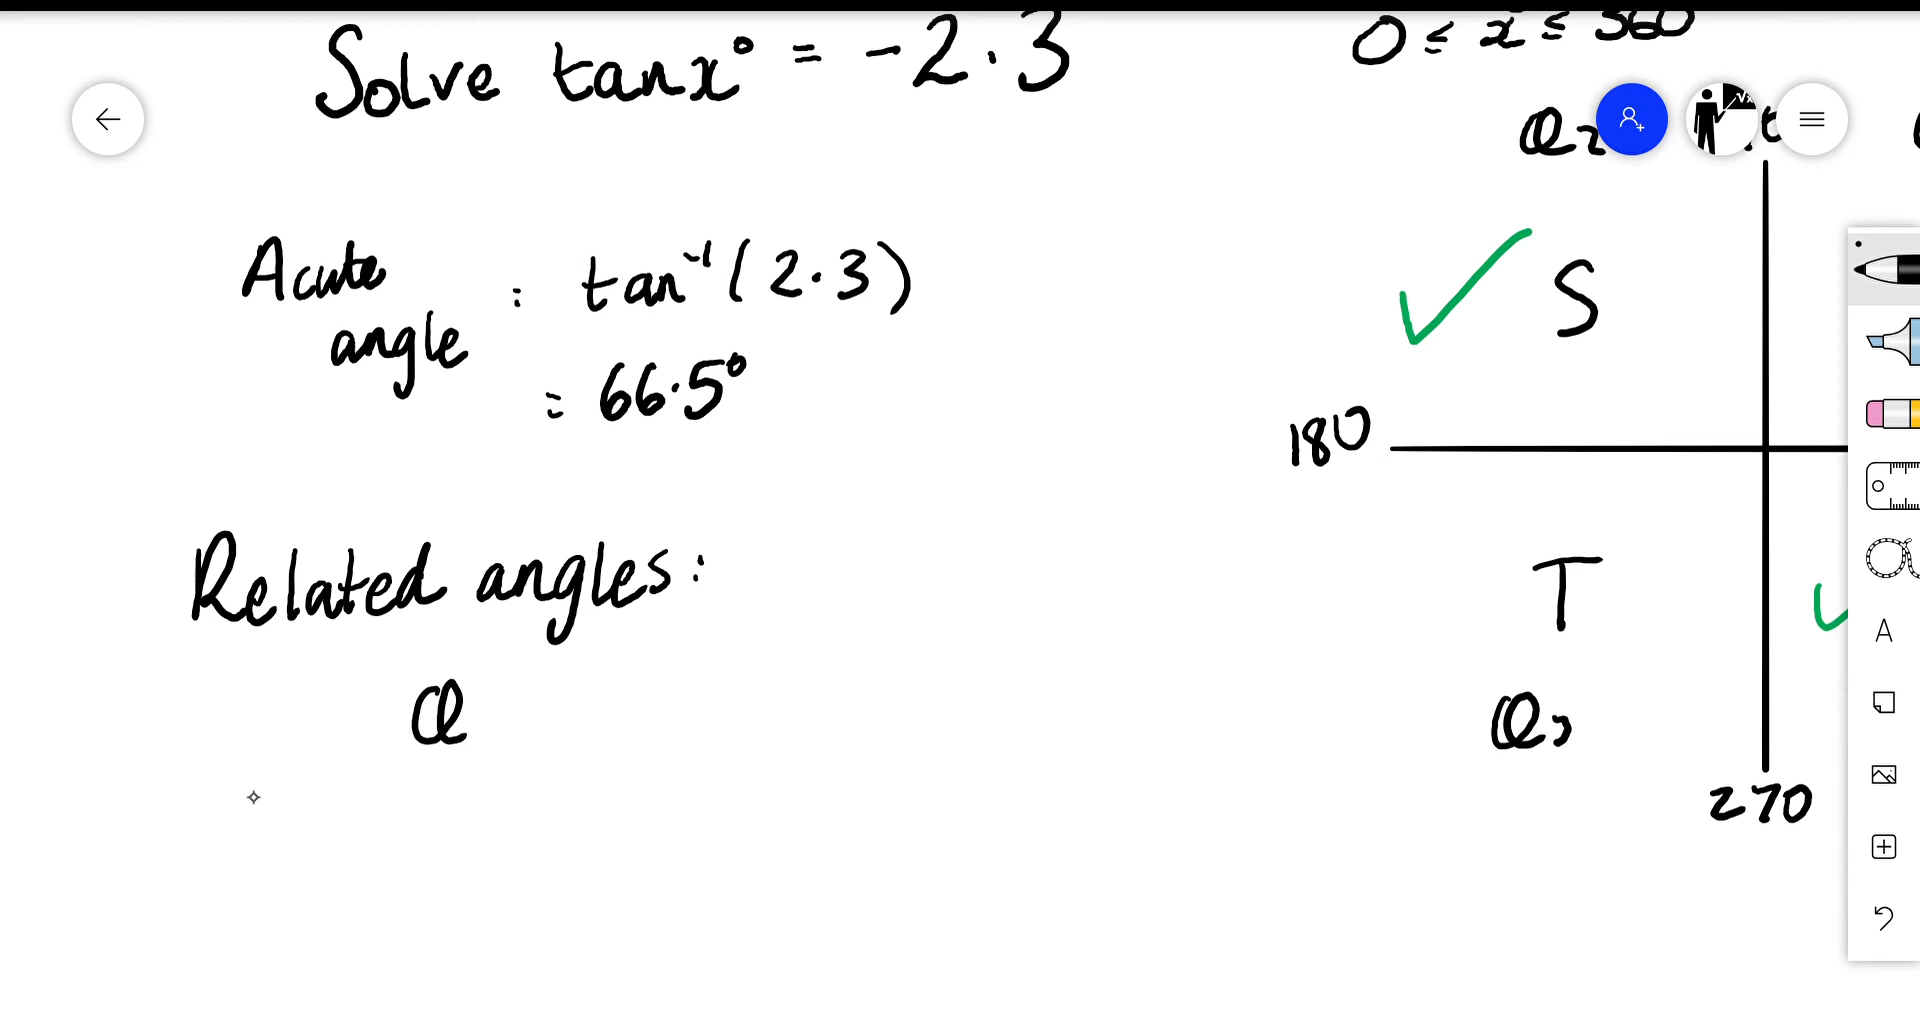 Solve tanx° = -2.3
0 ≤ x ≤ 360
Q2
Acute angle : tan⁻¹(2.3)
= 66.5°
S
180
Related angles:
T
Q
Q3
270
A